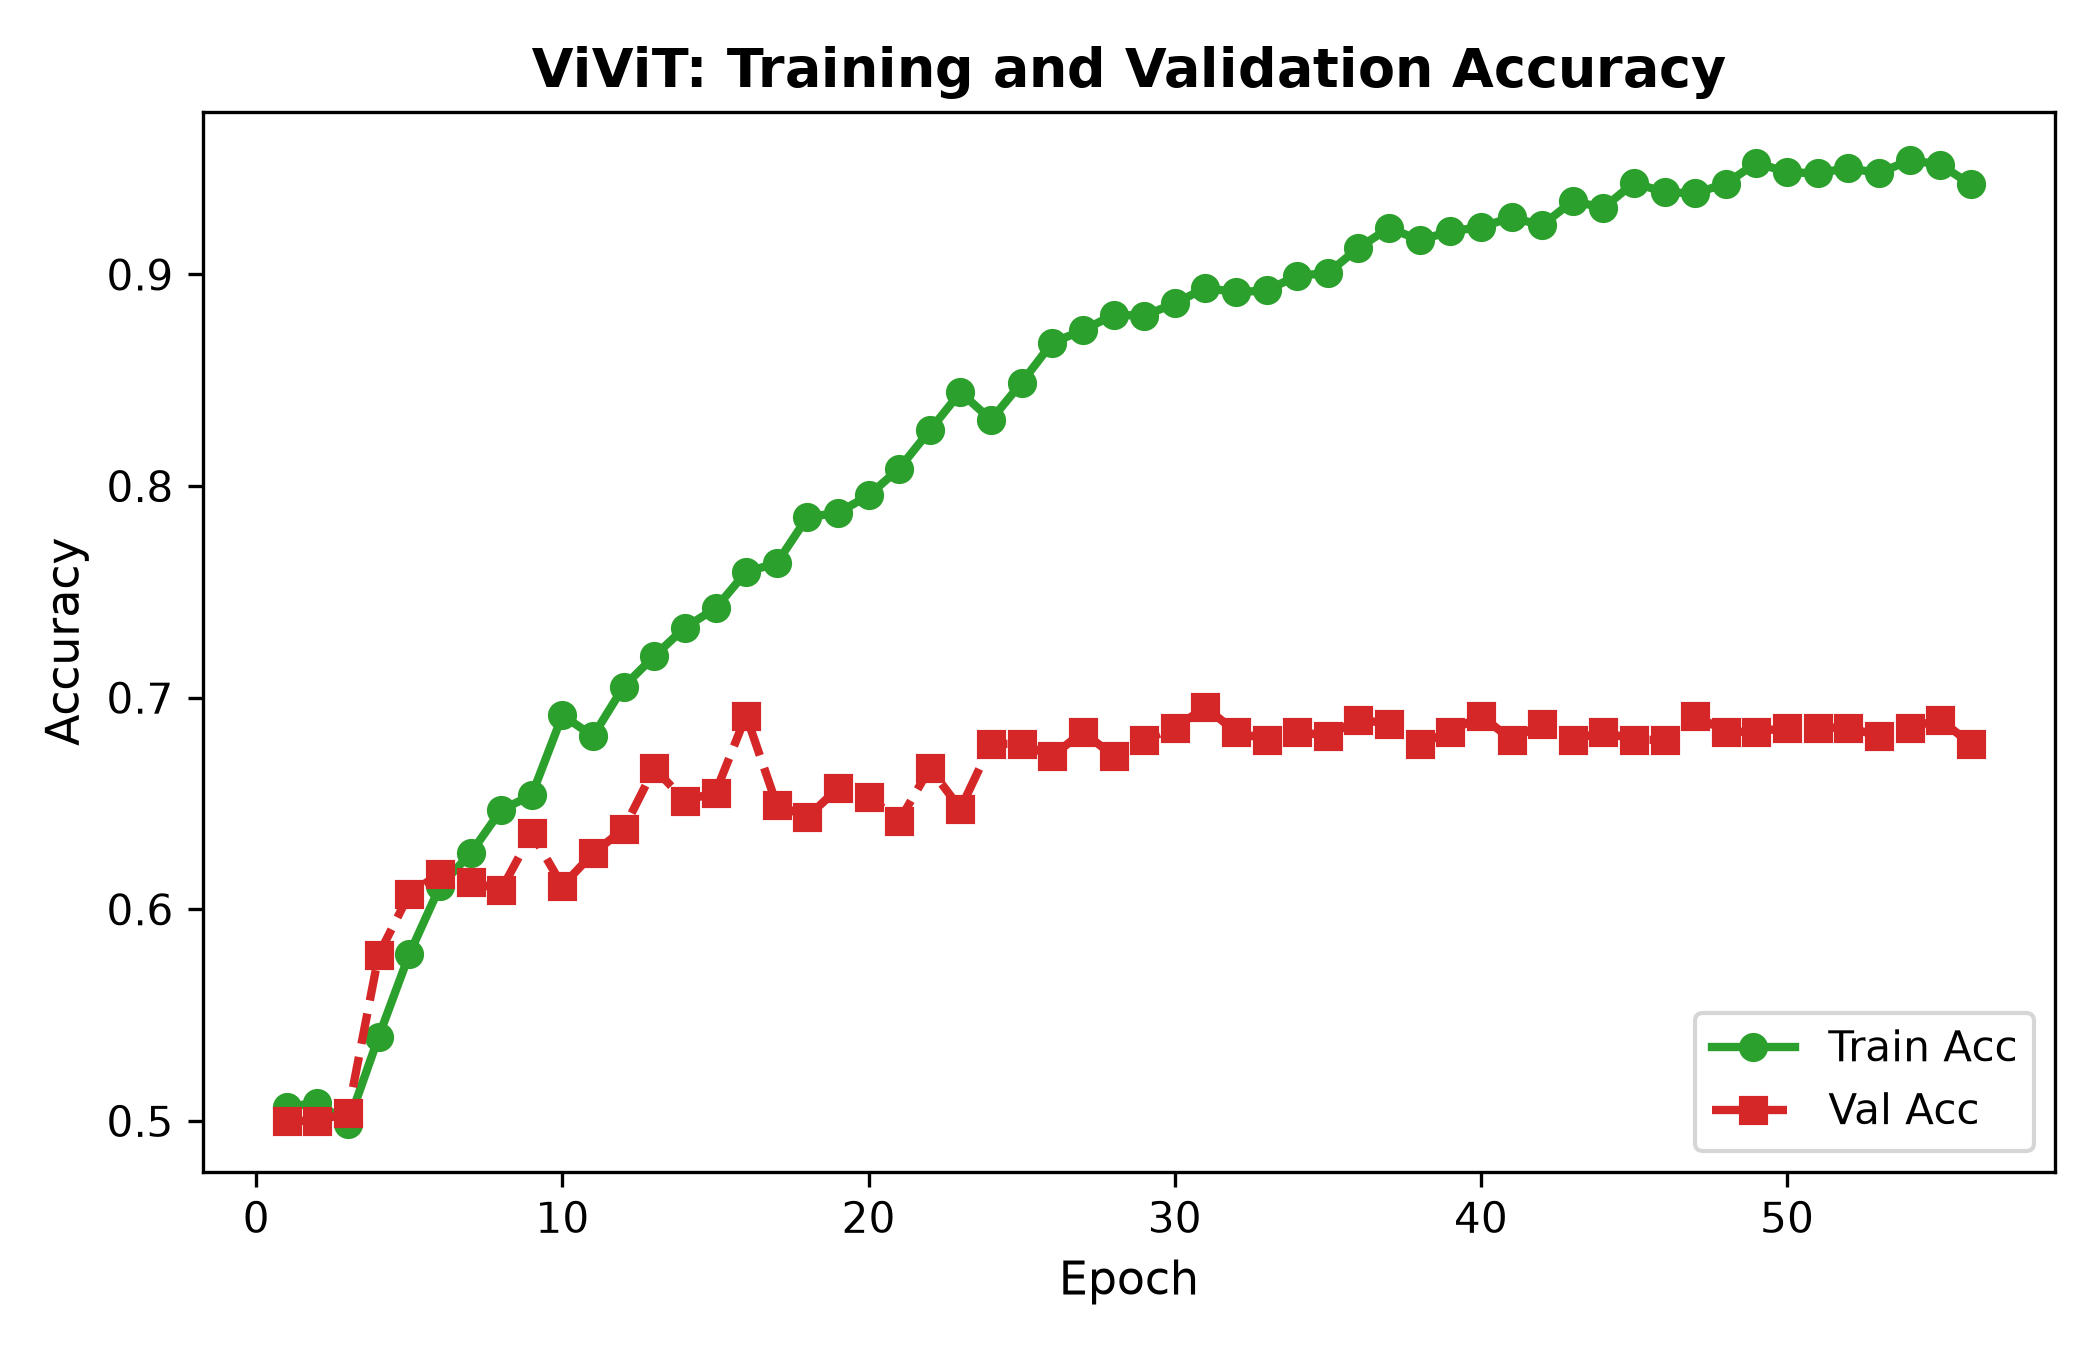 ViViT: Training and Validation Accuracy
Accuracy
0.9
0.8
0.7
0.6
0.5
0 10 20 30 40 50
Epoch
Train Acc
Val Acc